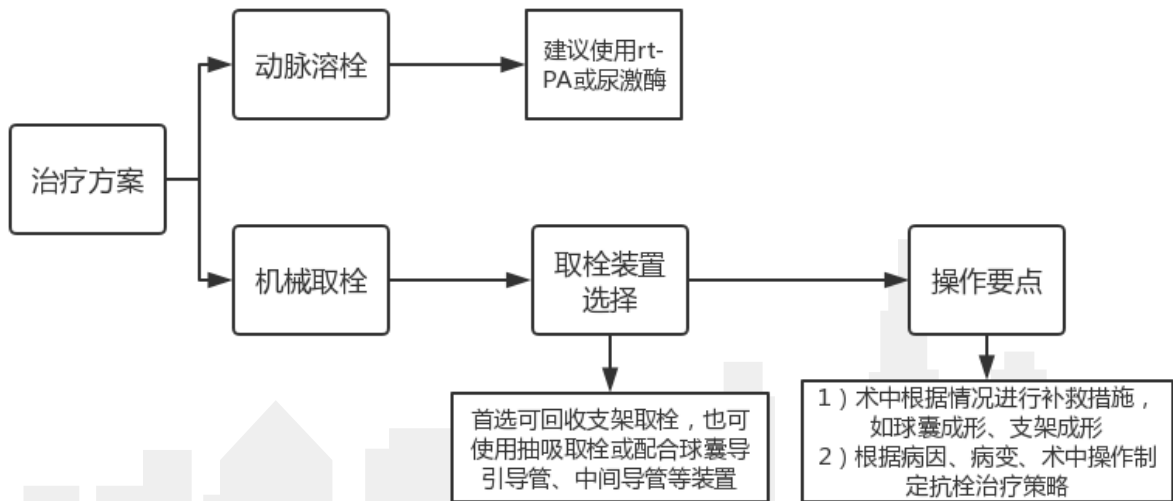 动脉溶栓
建议使用rt-
PA或尿激酶
治疗方案
机械取栓
取栓装置
选择
操作要点
首选可回收支架取栓，也可
使用抽吸取栓或配合球囊导
引导管、中间导管等装置
1）术中根据情况进行补救措施，
如球囊成形、支架成形
2）根据病因、病变、术中操作制
定抗栓治疗策略